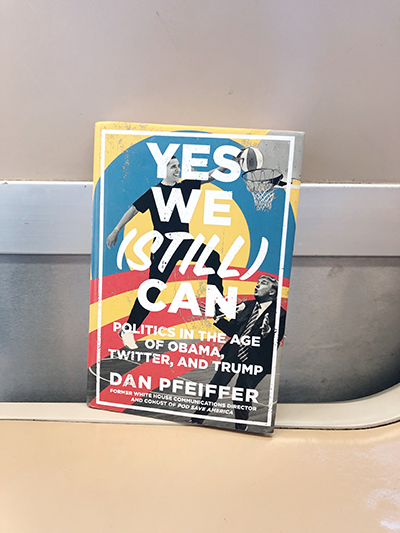 YES
WE
(STILL)
CAN
POLITICS IN THE AGE
OF OBAMA,
TWITTER, AND TRUMP
DAN PFEIFFER
FORMER WHITE HOUSE COMMUNICATIONS DIRECTOR
AND COHOST OF POD SAVE AMERICA